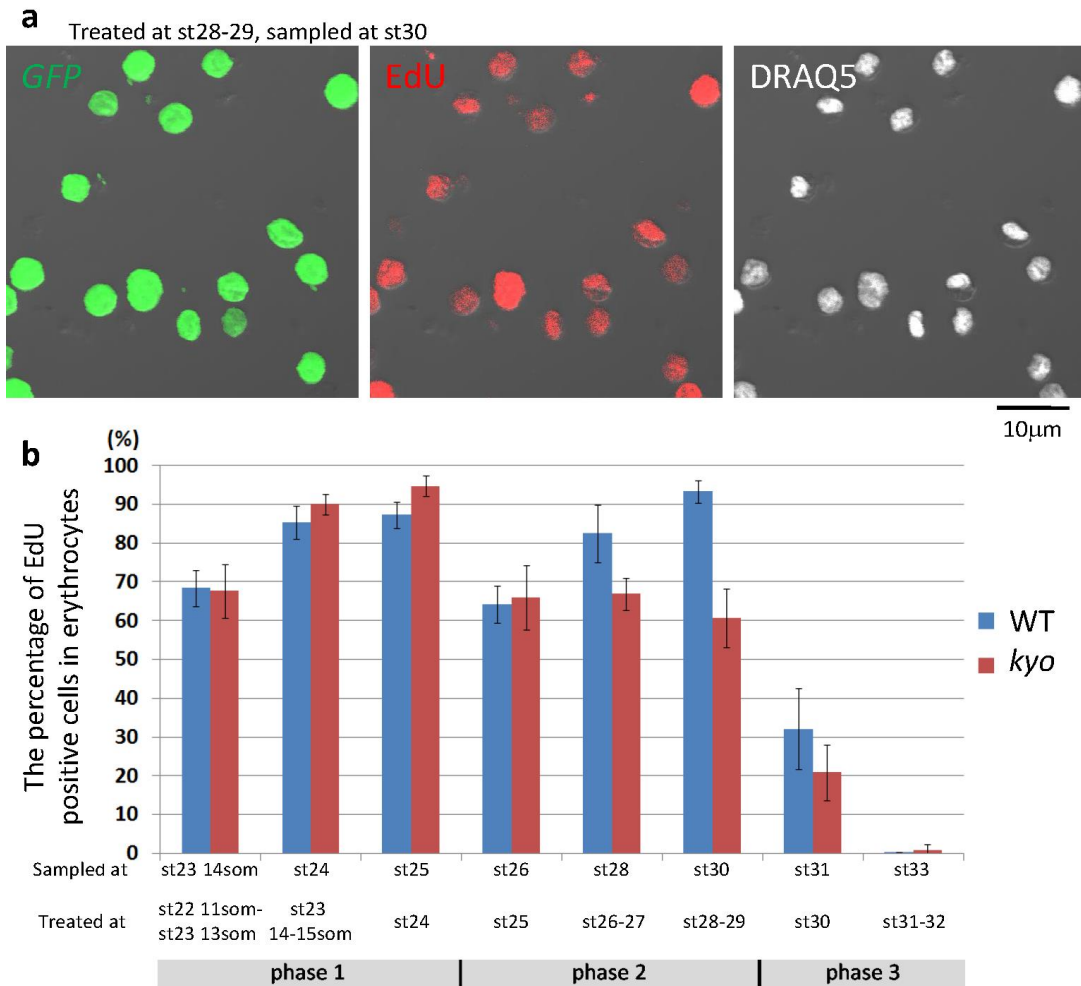 a
Treated at st28-29, sampled at st30
GFP
EdU
DRAQ5
10μm
b
(%)
100
90
80
70
60
50
40
30
20
10
0
The percentage of EdU
positive cells in erythrocytes
WT
kyo
Sampled at st23 14som st24 st25 st26 st28 st30 st31 st33
Treated at st22 11som- st23 13som st23 14-15som st24 st25 st26-27 st28-29 st30 st31-32
phase 1 phase 2 phase 3